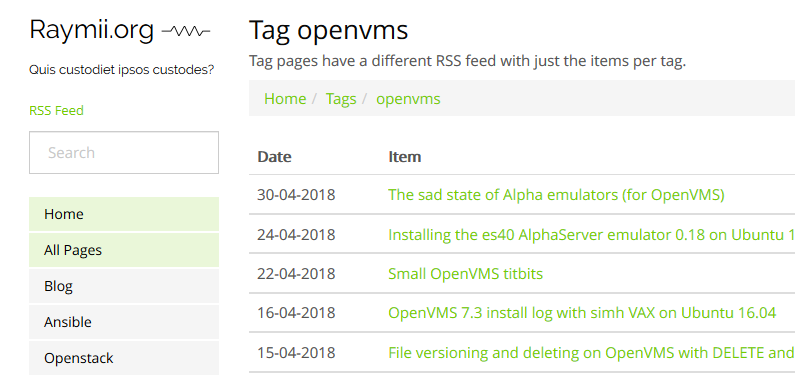 Raymii.org
Quis custodiet ipsos custodes?
RSS Feed
Search
Home
All Pages
Blog
Ansible
Openstack
Tag openvms
Tag pages have a different RSS feed with just the items per tag.
Home / Tags / openvms
Date Item
30-04-2018 The sad state of Alpha emulators (for OpenVMS)
24-04-2018 Installing the es40 AlphaServer emulator 0.18 on Ubuntu 1
22-04-2018 Small OpenVMS titbits
16-04-2018 OpenVMS 7.3 install log with simh VAX on Ubuntu 16.04
15-04-2018 File versioning and deleting on OpenVMS with DELETE and